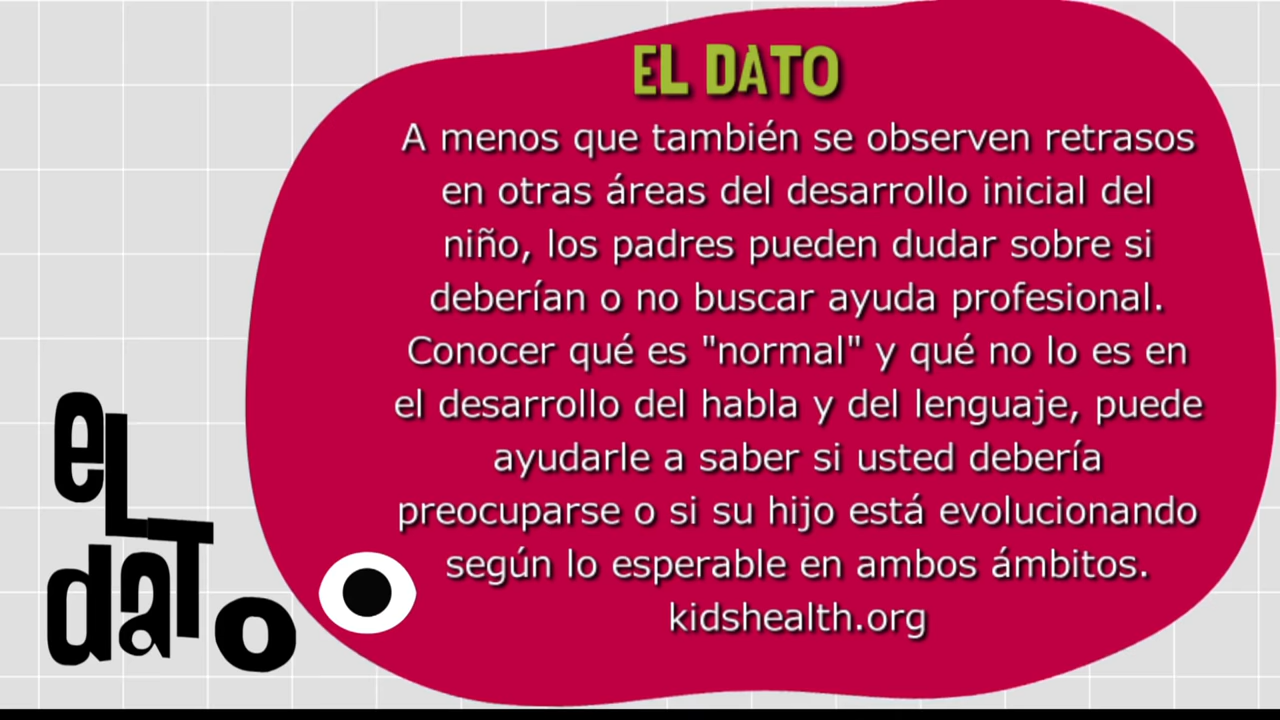 EL DATO
A menos que también se observen retrasos
en otras áreas del desarrollo inicial del
niño, los padres pueden dudar sobre si
deberían o no buscar ayuda profesional.
Conocer qué es "normal" y qué no lo es en
el desarrollo del habla y del lenguaje, puede
ayudarle a saber si usted debería
preocuparse o si su hijo está evolucionando
según lo esperable en ambos ámbitos.
kidshealth.org
eL
daTo